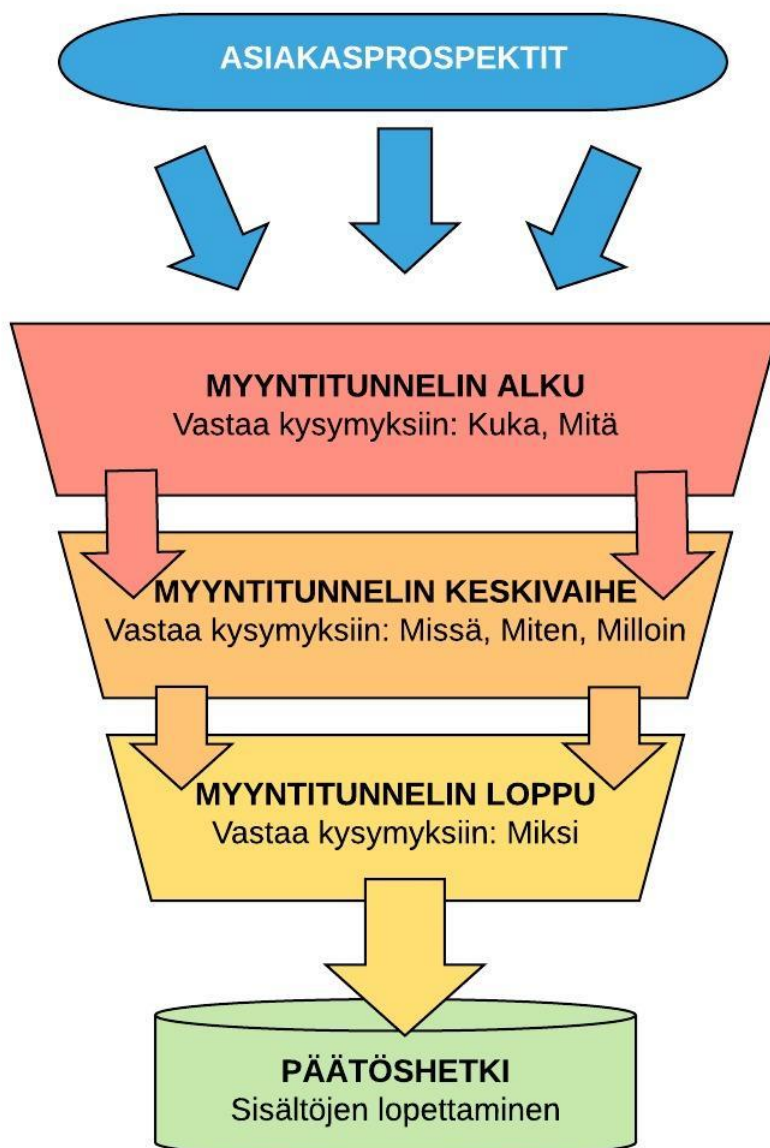 ASIAKASPROSPEKTIT
MYYNTITUNNELIN ALKU
Vastaa kysymyksiin: Kuka, Mitä
MYYNTITUNNELIN KESKIVAIHE
Vastaa kysymyksiin: Missä, Miten, Milloin
MYYNTITUNNELIN LOPPU
Vastaa kysymyksiin: Miksi
PÄÄTÖSHETKI
Sisältöjen lopettaminen